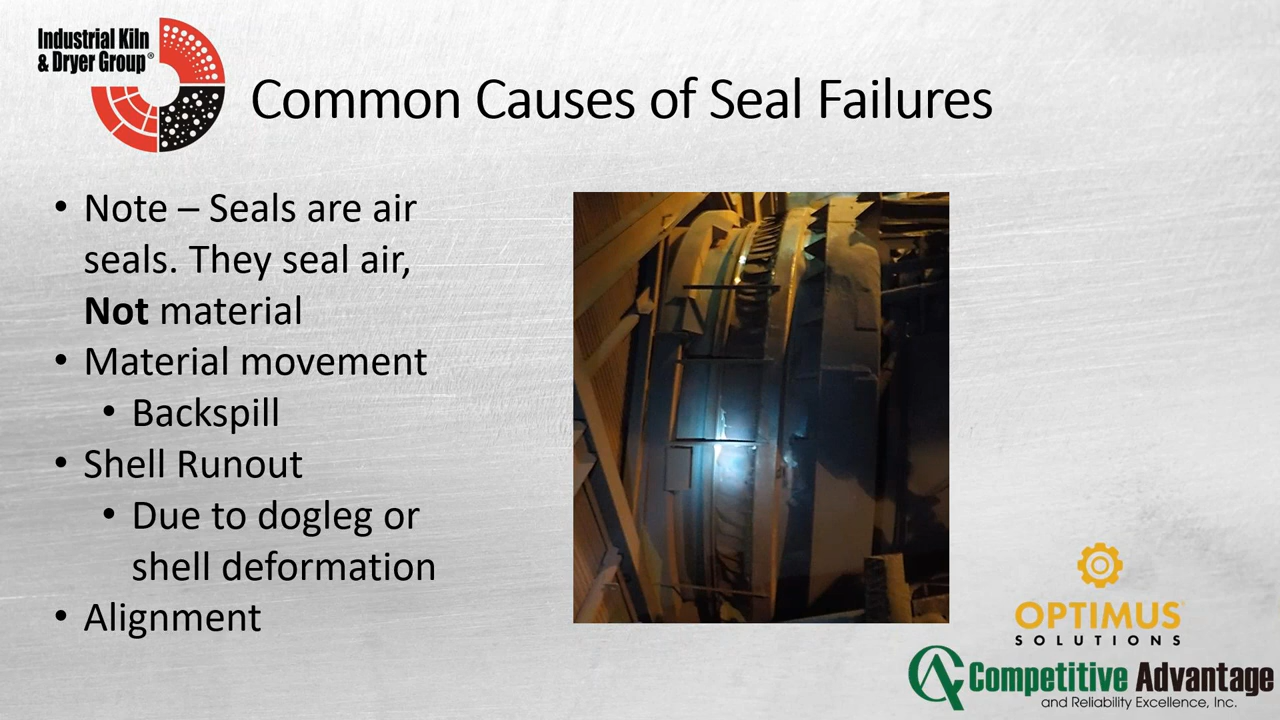 Industrial Kiln
& Dryer Group®
Common Causes of Seal Failures
• Note – Seals are air
seals. They seal air,
Not material
• Material movement
• Backspill
• Shell Runout
• Due to dogleg or
shell deformation
• Alignment
OPTIMUS
SOLUTIONS
Competitive Advantage
and Reliability Excellence, Inc.